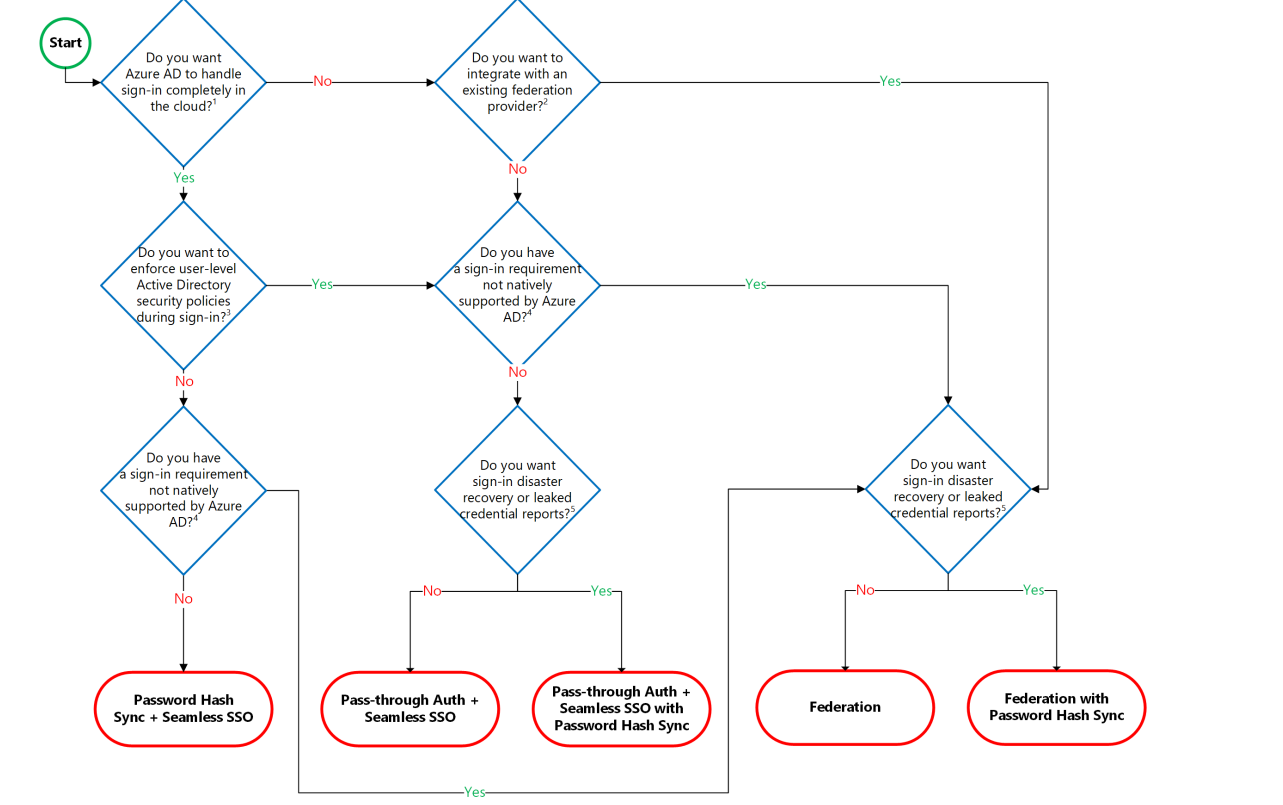 Start
Do you want
Azure AD to handle
sign-in completely in
the cloud?1
No
Do you want to
integrate with an
existing federation
provider?2
Yes
Yes
No
Do you want to
enforce user-level
Active Directory
security policies
during sign-in?3
Yes
Do you have
a sign-in requirement
not natively
supported by Azure
AD?4
Yes
No
No
Do you have
a sign-in requirement
not natively
supported by Azure
AD?4
Do you want
sign-in disaster
recovery or leaked
credential reports?5
Do you want
sign-in disaster
recovery or leaked
credential reports?5
No
No
Yes
No
Yes
Password Hash
Sync + Seamless SSO
Pass-through Auth +
Seamless SSO
Pass-through Auth +
Seamless SSO with
Password Hash Sync
Federation
Federation with
Password Hash Sync
Yes